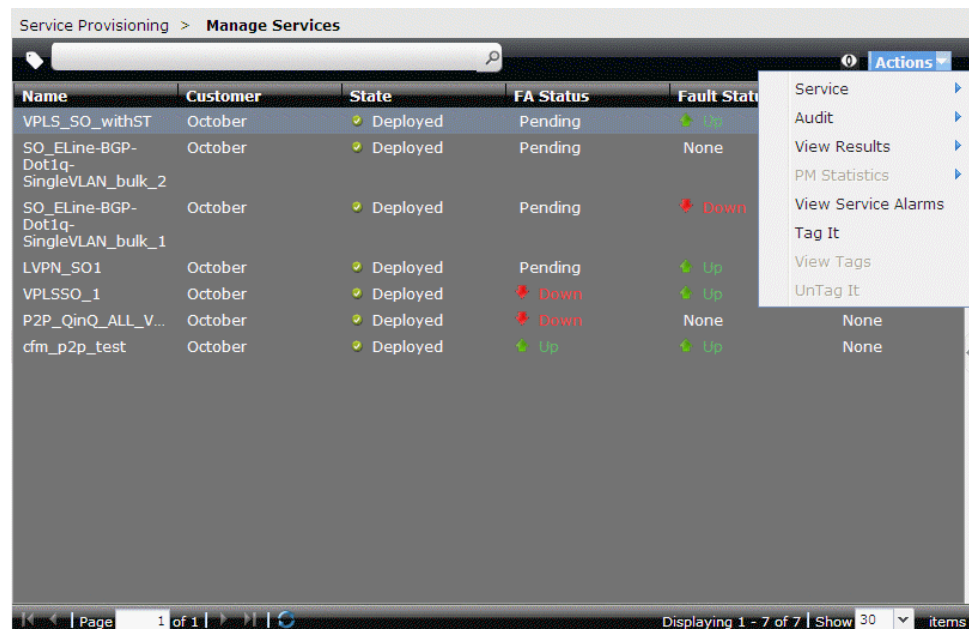 Service Provisioning > Manage Services
Actions
Name Customer State FA Status Fault Statu
VPLS_SO_withST October Deployed Pending Up
SO_ELine-BGP-
Dot1q-
SingleVLAN_bulk_2 October Deployed Pending None
SO_ELine-BGP-
Dot1q-
SingleVLAN_bulk_1 October Deployed Pending Down
LVPN_SO1 October Deployed Pending Up
VPLSSO_1 October Deployed Down Up
P2P_QinQ_ALL_V... October Deployed Down None None
cfm_p2p_test October Deployed Up Up None
Service
Audit
View Results
PM Statistics
View Service Alarms
Tag It
View Tags
UnTag It
Page 1 of 1 Displaying 1 - 7 of 7 Show 30 items